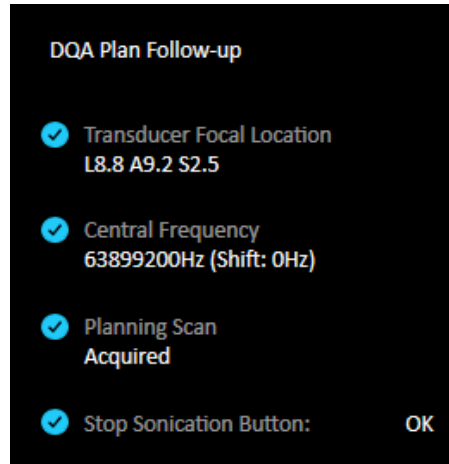 DQA Plan Follow-up
Transducer Focal Location
L8.8 A9.2 S2.5
Central Frequency
63899200Hz (Shift: 0Hz)
Planning Scan
Acquired
Stop Sonication Button: OK